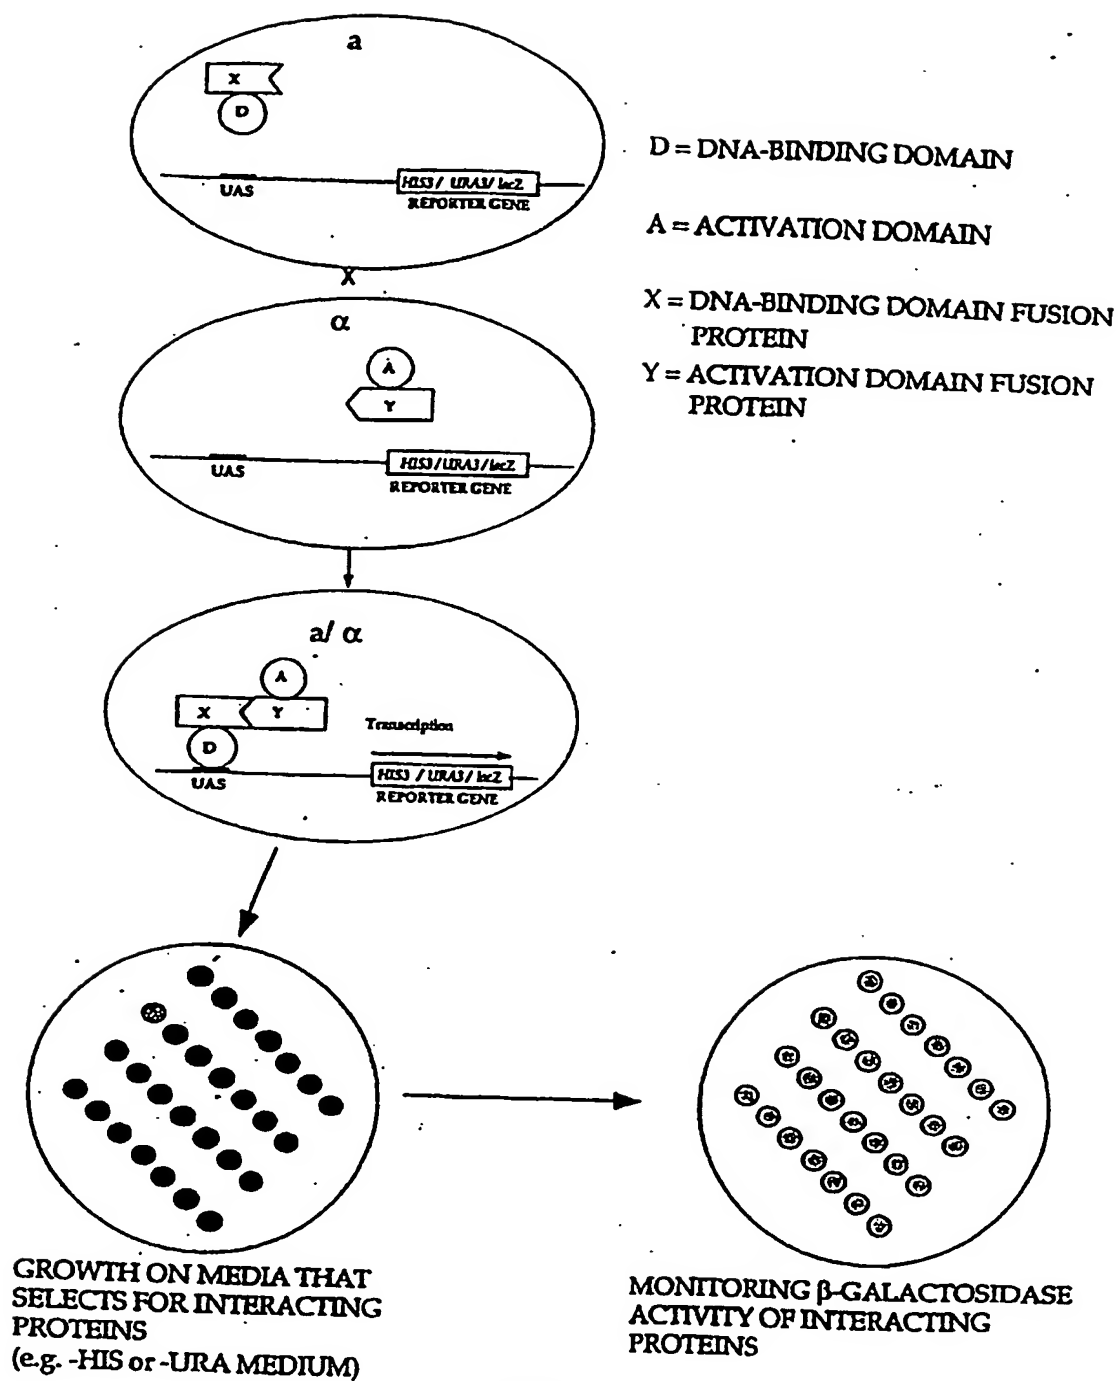 a
X
D
UAS
HIS3 / URA3 / lacZ
REPORTER GENE
D = DNA-BINDING DOMAIN
A = ACTIVATION DOMAIN
X = DNA-BINDING DOMAIN FUSION
PROTEIN
Y = ACTIVATION DOMAIN FUSION
PROTEIN
X
α
A
Y
UAS
HIS3/URA3/lacZ
REPORTER GENE
a/ α
A
X
Y
D
Transcription
UAS
HIS3 / URA3/ lacZ
REPORTER GENE
GROWTH ON MEDIA THAT
SELECTS FOR INTERACTING
PROTEINS
(e.g. -HIS or -URA MEDIUM)
MONITORING β-GALACTOSIDASE
ACTIVITY OF INTERACTING
PROTEINS